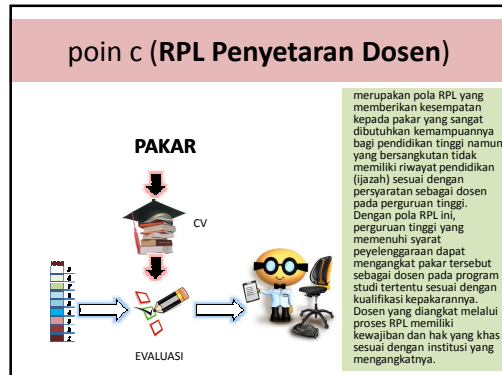 poin c (RPL Penyetaran Dosen)
PAKAR
CV
EVALUASI
merupakan pola RPL yang
memberikan kesempatan
kepada pakar yang sangat
dibutuhkan kemampuannya
bagi pendidikan tinggi namun
yang bersangkutan tidak
memiliki riwayat pendidikan
(ijazah) sesuai dengan
persyaratan sebagai dosen
pada perguruan tinggi.
Dengan pola RPL ini,
perguruan tinggi yang
memenuhi syarat
peyelenggaraan dapat
mengangkat pakar tersebut
sebagai dosen pada program
studi tertentu sesuai dengan
kualifikasi kepakarannya.
Dosen yang diangkat melalui
proses RPL memiliki
kewajiban dan hak yang khas
sesuai dengan institusi yang
mengangkatnya.